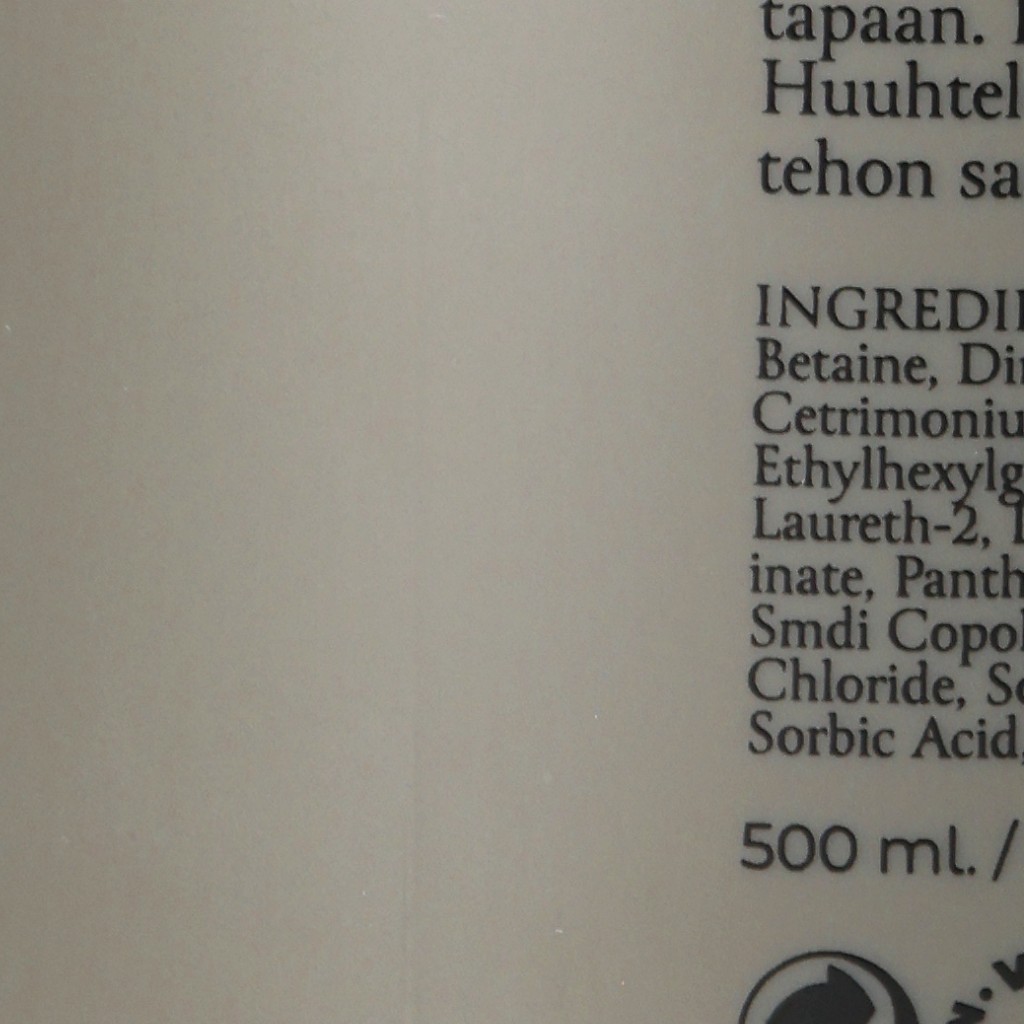 tapaan.
Huuhtel
tehon sa
INGREDI
Betaine, Di
Cetrimoniu
Ethylhexylg
Laureth-2,
inate, Panth
Smdi Copol
Chloride, So
Sorbic Acid,
500 ml. /